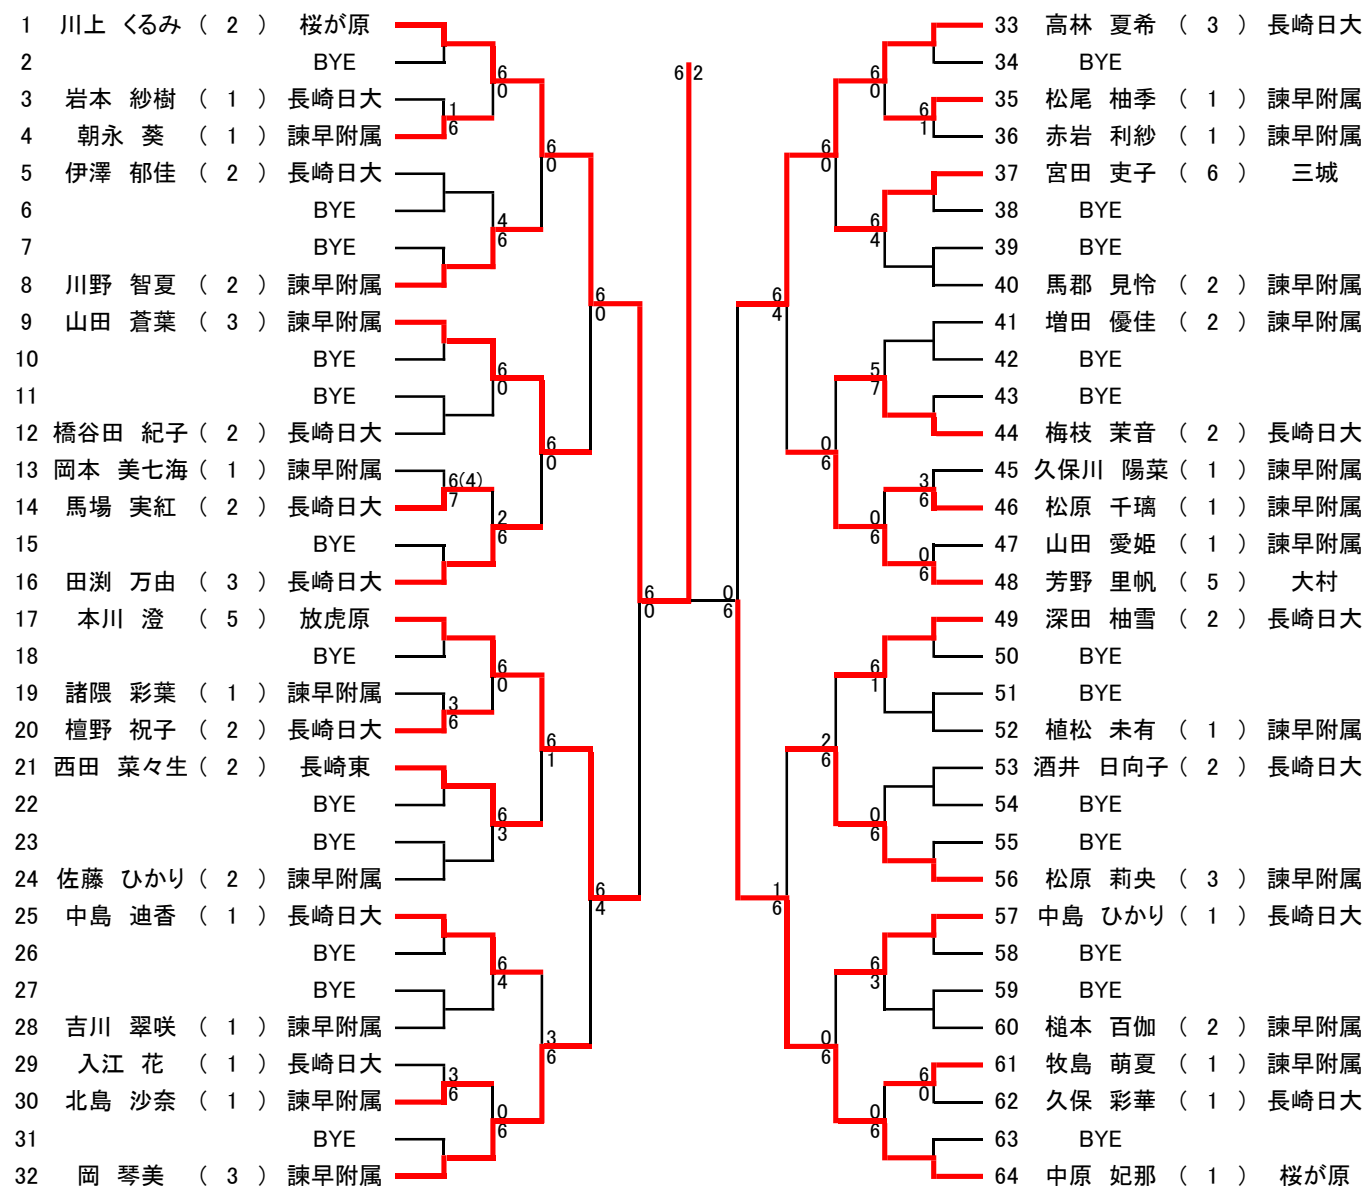 1 川上 くるみ ( 2 ) 桜が原
2 BYE
3 岩本 紗樹 ( 1 ) 長崎日大
4 朝永 葵 ( 1 ) 諫早附属
5 伊澤 郁佳 ( 2 ) 長崎日大
6 BYE
7 BYE
8 川野 智夏 ( 2 ) 諫早附属
9 山田 蒼葉 ( 3 ) 諫早附属
10 BYE
11 BYE
12 橋谷田 紀子 ( 2 ) 長崎日大
13 岡本 美七海 ( 1 ) 諫早附属
14 馬場 実紅 ( 2 ) 長崎日大
15 BYE
16 田渕 万由 ( 3 ) 長崎日大
17 本川 澄 ( 5 ) 放虎原
18 BYE
19 諸隈 彩葉 ( 1 ) 諫早附属
20 檀野 祝子 ( 2 ) 長崎日大
21 西田 菜々生 ( 2 ) 長崎東
22 BYE
23 BYE
24 佐藤 ひかり ( 2 ) 諫早附属
25 中島 迪香 ( 1 ) 長崎日大
26 BYE
27 BYE
28 吉川 翠咲 ( 1 ) 諫早附属
29 入江 花 ( 1 ) 長崎日大
30 北島 沙奈 ( 1 ) 諫早附属
31 BYE
32 岡 琴美 ( 3 ) 諫早附属
1
6
6(4)
7
3
6
3
6
6
0
4
6
6
0
2
6
6
0
6
3
6
4
0
6
6
0
6
0
6
1
3
6
6
0
6
4
6
0
6 2
0
6
6
4
1
6
6
0
0
6
2
6
0
6
6
0
6
4
5
7
0
6
6
1
0
6
6
3
0
6
6
1
3
6
0
6
6
0
33 高林 夏希 ( 3 ) 長崎日大
34 BYE
35 松尾 柚季 ( 1 ) 諫早附属
36 赤岩 利紗 ( 1 ) 諫早附属
37 宮田 吏子 ( 6 ) 三城
38 BYE
39 BYE
40 馬郡 見怜 ( 2 ) 諫早附属
41 増田 優佳 ( 2 ) 諫早附属
42 BYE
43 BYE
44 梅枝 茉音 ( 2 ) 長崎日大
45 久保川 陽菜 ( 1 ) 諫早附属
46 松原 千璃 ( 1 ) 諫早附属
47 山田 愛姫 ( 1 ) 諫早附属
48 芳野 里帆 ( 5 ) 大村
49 深田 柚雪 ( 2 ) 長崎日大
50 BYE
51 BYE
52 植松 未有 ( 1 ) 諫早附属
53 酒井 日向子 ( 2 ) 長崎日大
54 BYE
55 BYE
56 松原 莉央 ( 3 ) 諫早附属
57 中島 ひかり ( 1 ) 長崎日大
58 BYE
59 BYE
60 槌本 百伽 ( 2 ) 諫早附属
61 牧島 萌夏 ( 1 ) 諫早附属
62 久保 彩華 ( 1 ) 長崎日大
63 BYE
64 中原 妃那 ( 1 ) 桜が原